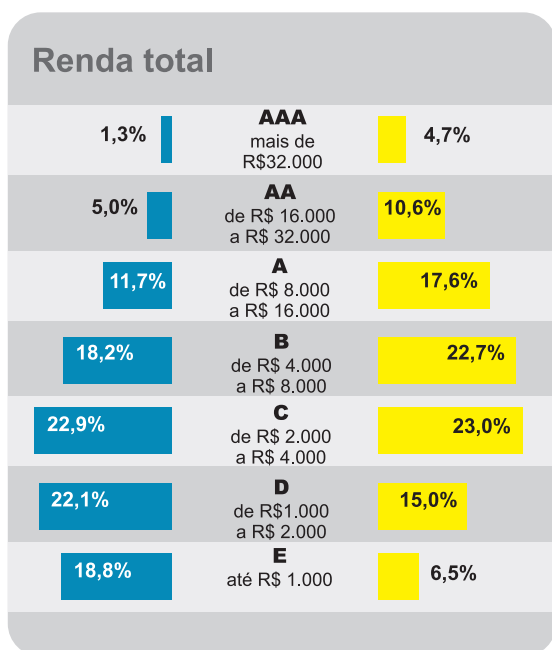 Renda total
AAA
1,3%
mais de
R$32.000
4,7%
AA
5,0%
de R$ 16.000
a R$ 32.000
10,6%
A
11,7%
de R$ 8.000
a R$ 16.000
17,6%
B
18,2%
de R$ 4.000
a R$ 8.000
22,7%
C
22,9%
de R$ 2.000
a R$ 4.000
23,0%
D
22,1%
de R$1.000
a R$ 2.000
15,0%
E
18,8%
até R$ 1.000
6,5%